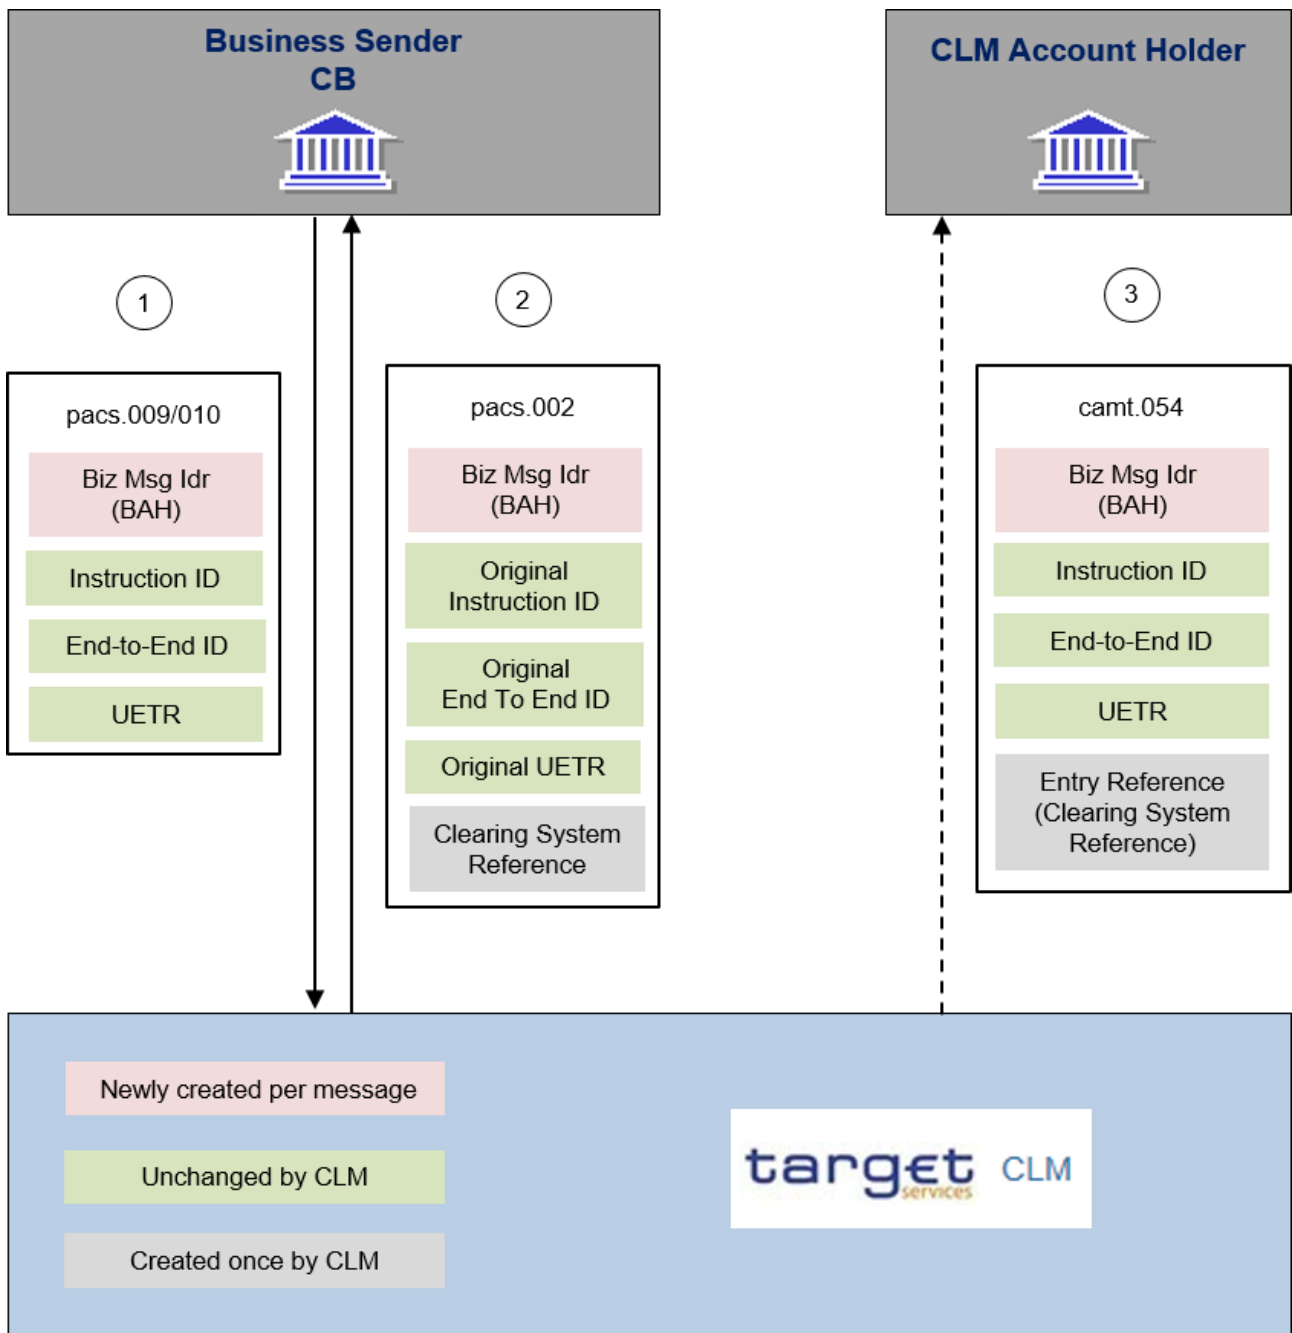 Business Sender
CB
CLM Account Holder
1
2
3
pacs.009/010
Biz Msg Idr
(BAH)
Instruction ID
End-to-End ID
UETR
pacs.002
Biz Msg Idr
(BAH)
Original
Instruction ID
Original
End To End ID
Original UETR
Clearing System
Reference
camt.054
Biz Msg Idr
(BAH)
Instruction ID
End-to-End ID
UETR
Entry Reference
(Clearing System
Reference)
Newly created per message
Unchanged by CLM
Created once by CLM
target CLM
services